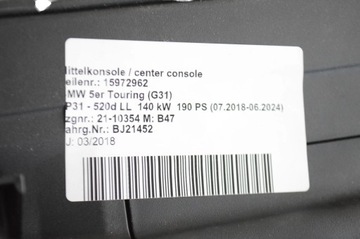 Mittelkonsole / center console
eilenr.: 15972962
MW 5er Touring (G31)
P31 - 520d LL 140 kW 190 PS (07.2018-06.2024)
zgnr.: 21-10354 M: B47
ahrg.Nr.: BJ21452
J: 03/2018